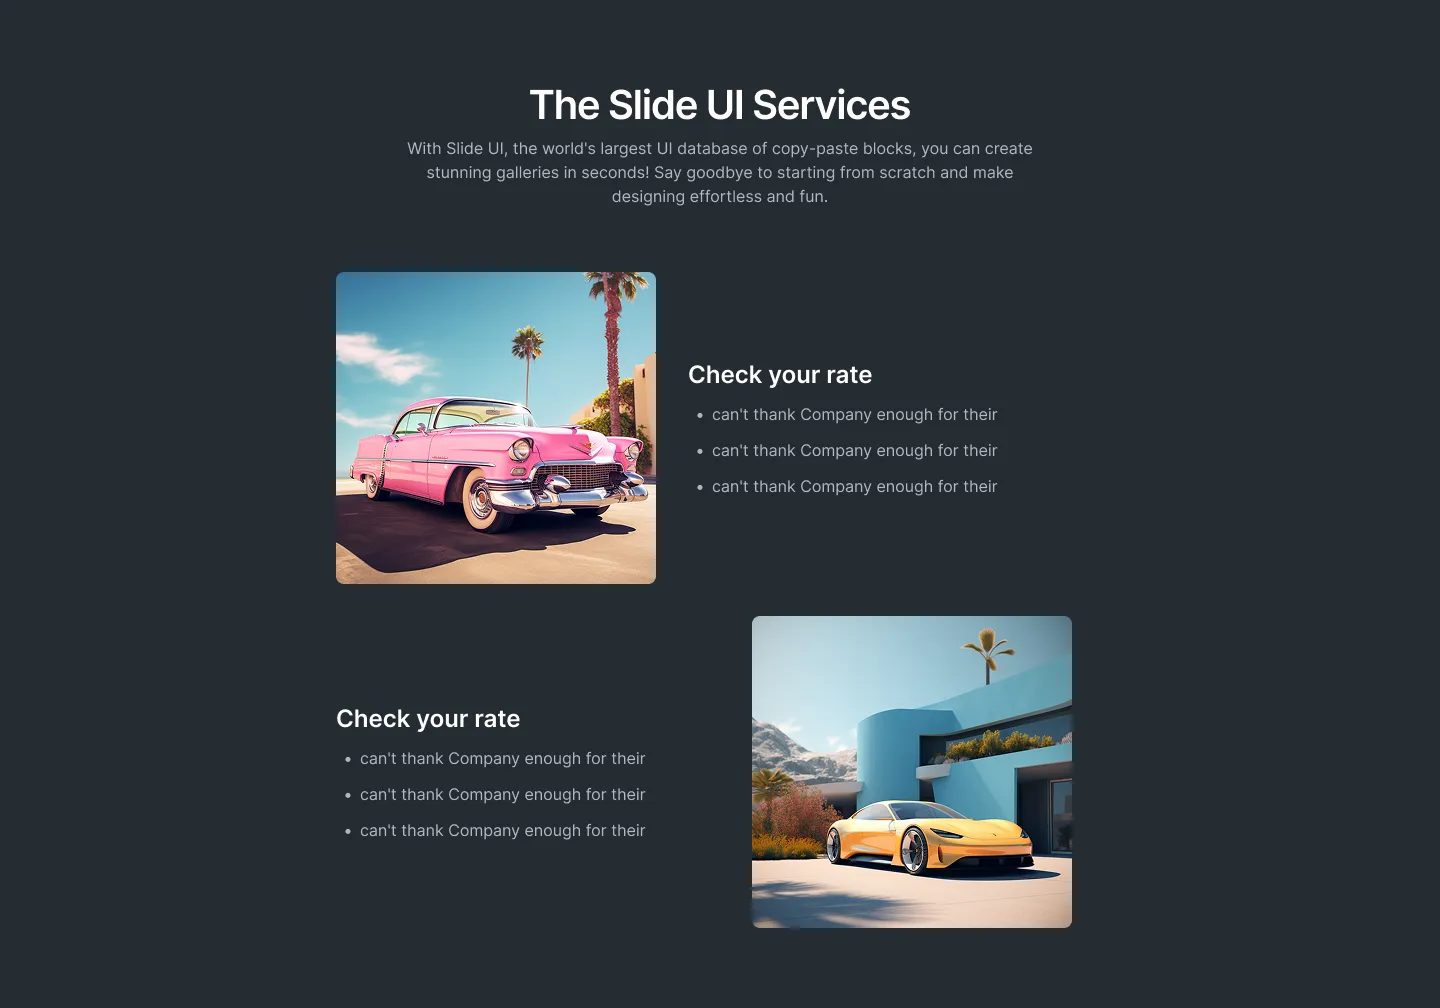 The Slide UI Services
With Slide UI, the world's largest UI database of copy-paste blocks, you can create
stunning galleries in seconds! Say goodbye to starting from scratch and make
designing effortless and fun.
Check your rate
• can't thank Company enough for their
• can't thank Company enough for their
• can't thank Company enough for their
Check your rate
• can't thank Company enough for their
• can't thank Company enough for their
• can't thank Company enough for their